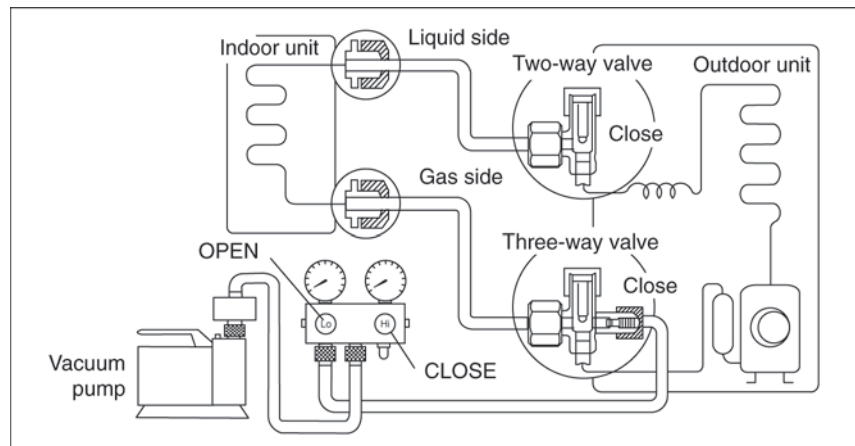 Indoor unit
Liquid side
Two-way valve
Outdoor unit
Close
Gas side
Three-way valve
Close
OPEN
Lo
Hi
CLOSE
Vacuum
pump